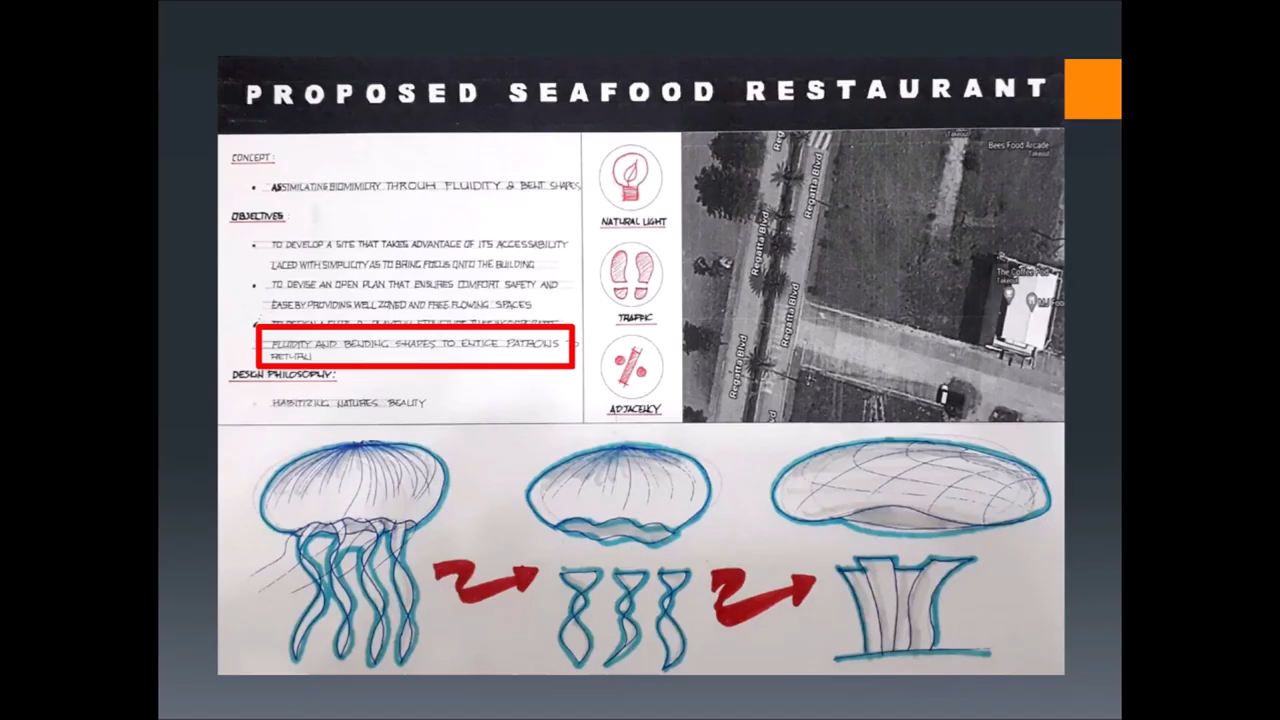 PROPOSED SEAFOOD RESTAURANT
CONCEPT:
• ASSIMILATING BIOMIMICRY THROUH FLUIDITY & BENT SHAPES
OBJECTIVES:
• TO DEVELOP A SITE THAT TAKES ADVANTAGE OF ITS ACCESSABILITY
LACED WITH SIMPLICITY AS TO BRING FOCUS ONTO THE BUILDING
• TO DEVISE AN OPEN PLAN THAT ENSURES COMFORT SAFETY AND
EASE BY PROVIDING WELL ZONED AND FREE FLOWING SPACES
FLUIDITY AND BENDING SHAPES TO ENTICE PATRONS TO
RETURN
DESIGN PHILOSOPHY:
HABITIZING NATURES BEAUTY
NATURAL LIGHT
TRAFFIC
ADJACENCY
Regatta Blvd
Regatta Blvd
Regatta Blvd
Regatta Blvd
Bees Food Arcade
Takeout
The Coffee
Takeout